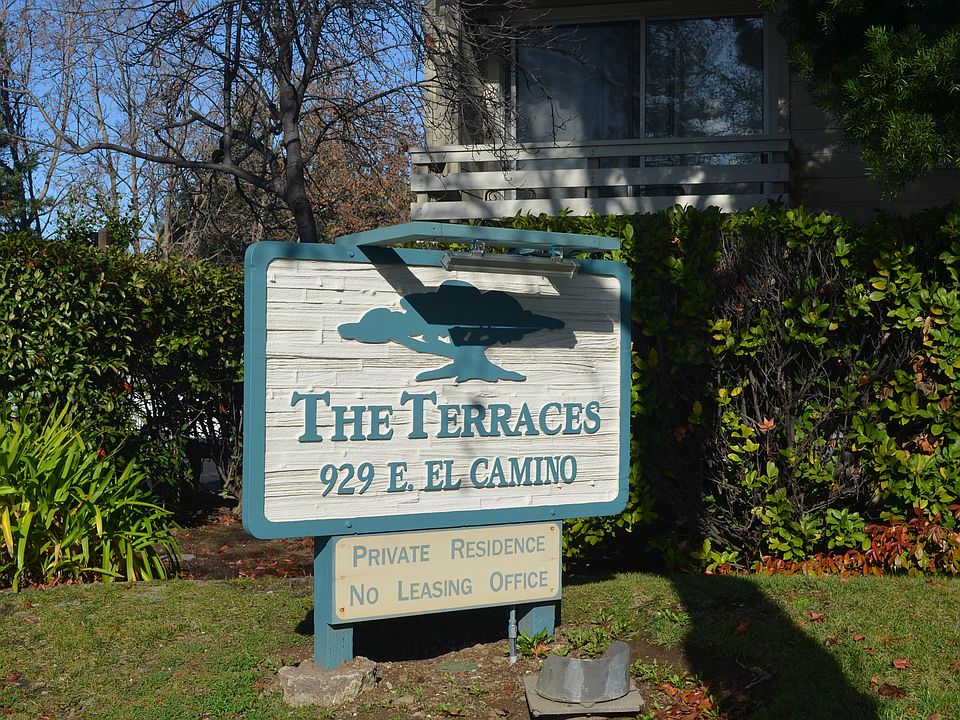 THE TERRACES
929 E. EL CAMINO
PRIVATE RESIDENCE
NO LEASING OFFICE